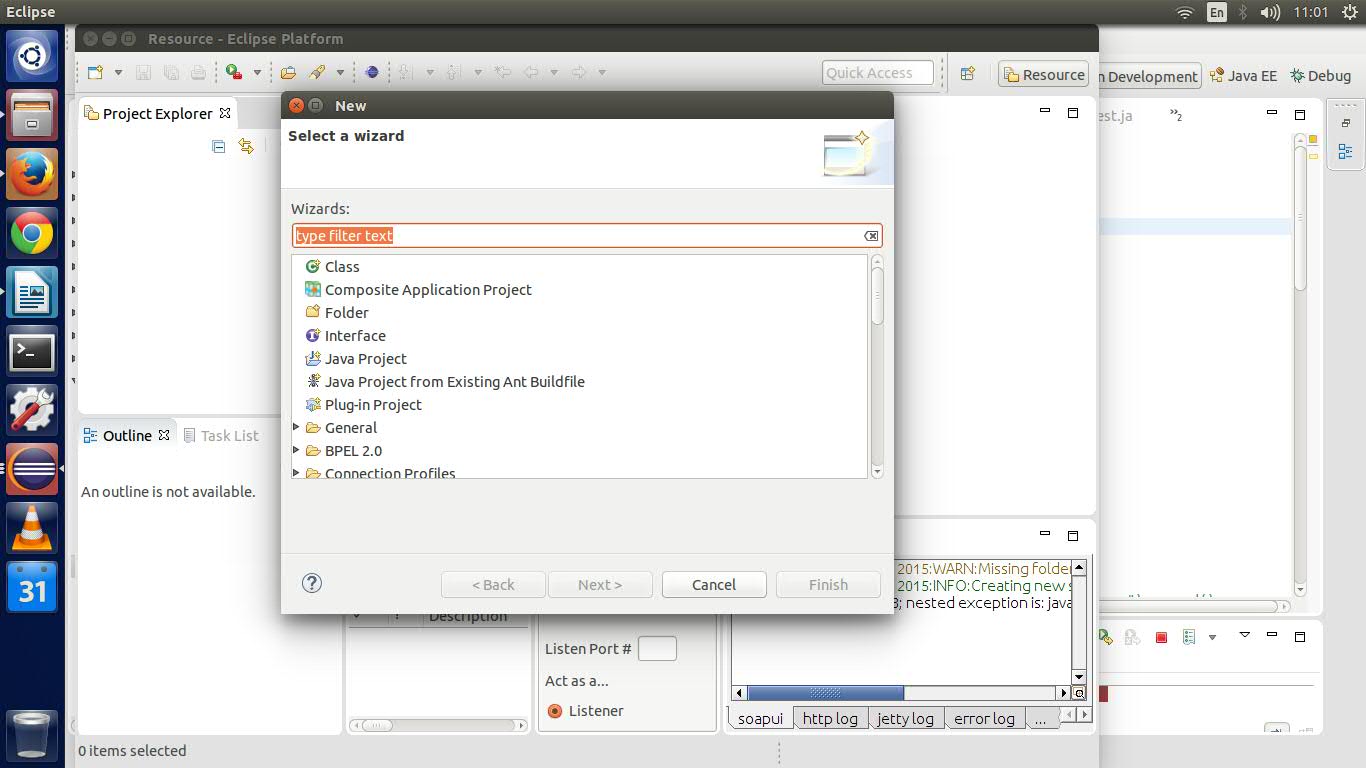 Eclipse
En
11:01
Resource - Eclipse Platform
Quick Access
Resource
n Development
Java EE
Debug
Project Explorer
New
Select a wizard
est.ja
2
Wizards:
type filter text
Class
Composite Application Project
Folder
Interface
Java Project
Java Project from Existing Ant Buildfile
Plug-in Project
General
BPEL 2.0
Connection Profiles
Outline
Task List
An outline is not available.
31
< Back
Next >
Cancel
Finish
2015:WARN:Missing folder
2015:INFO:Creating new s
3; nested exception is: java
! Description
Listen Port #
Act as a...
Listener
soapui
http log
jetty log
error log
...
0 items selected